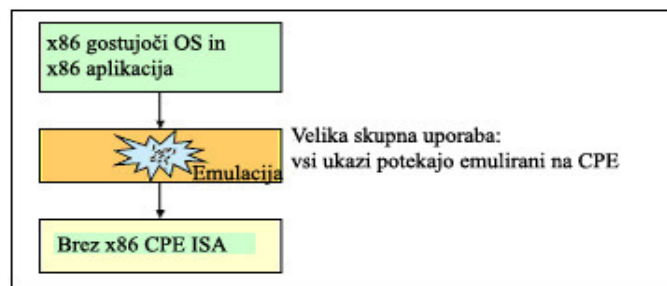 x86 gostujoči OS in
x86 aplikacija
Emulacija
Velika skupna uporaba:
vsi ukazi potekajo emulirani na CPE
Brez x86 CPE ISA